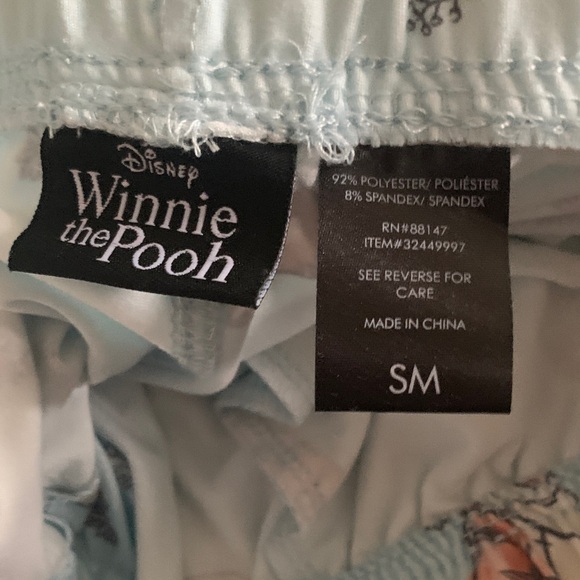 Disney
Winnie
the Pooh
92% POLYESTER/ POLIÉSTER
8% SPANDEX/ SPANDEX
RN#88147
ITEM#32449997
SEE REVERSE FOR
CARE
MADE IN CHINA
SM